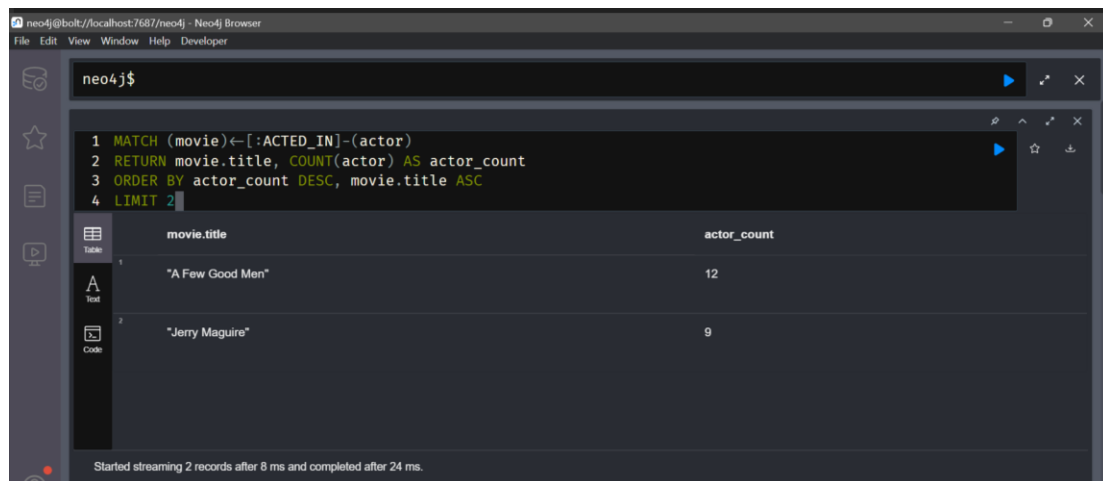 neo4j@bolt://localhost:7687/neo4j - Neo4j Browser
File Edit View Window Help Developer
neo4j$
1 MATCH (movie)←[:ACTED_IN]-(actor)
2 RETURN movie.title, COUNT(actor) AS actor_count
3 ORDER BY actor_count DESC, movie.title ASC
4 LIMIT 2
Table
movie.title actor_count
1 "A Few Good Men" 12
A
Text
2 "Jerry Maguire" 9
Code
Started streaming 2 records after 8 ms and completed after 24 ms.